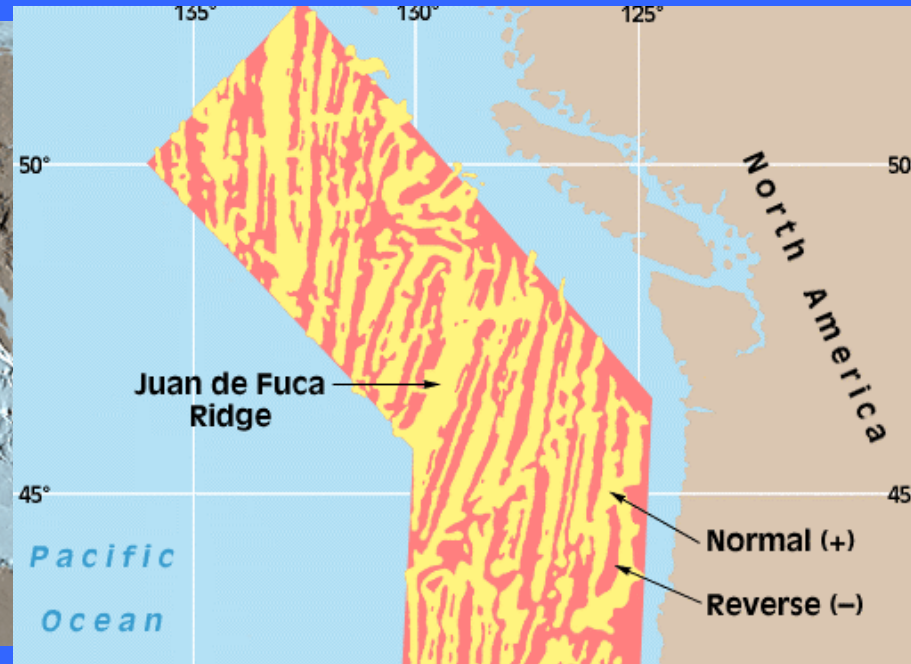 135° 130° 125°
50° 50
North America
Juan de Fuca
Ridge
45° 45
Normal (+)
Pacific
Reverse (–)
Ocean